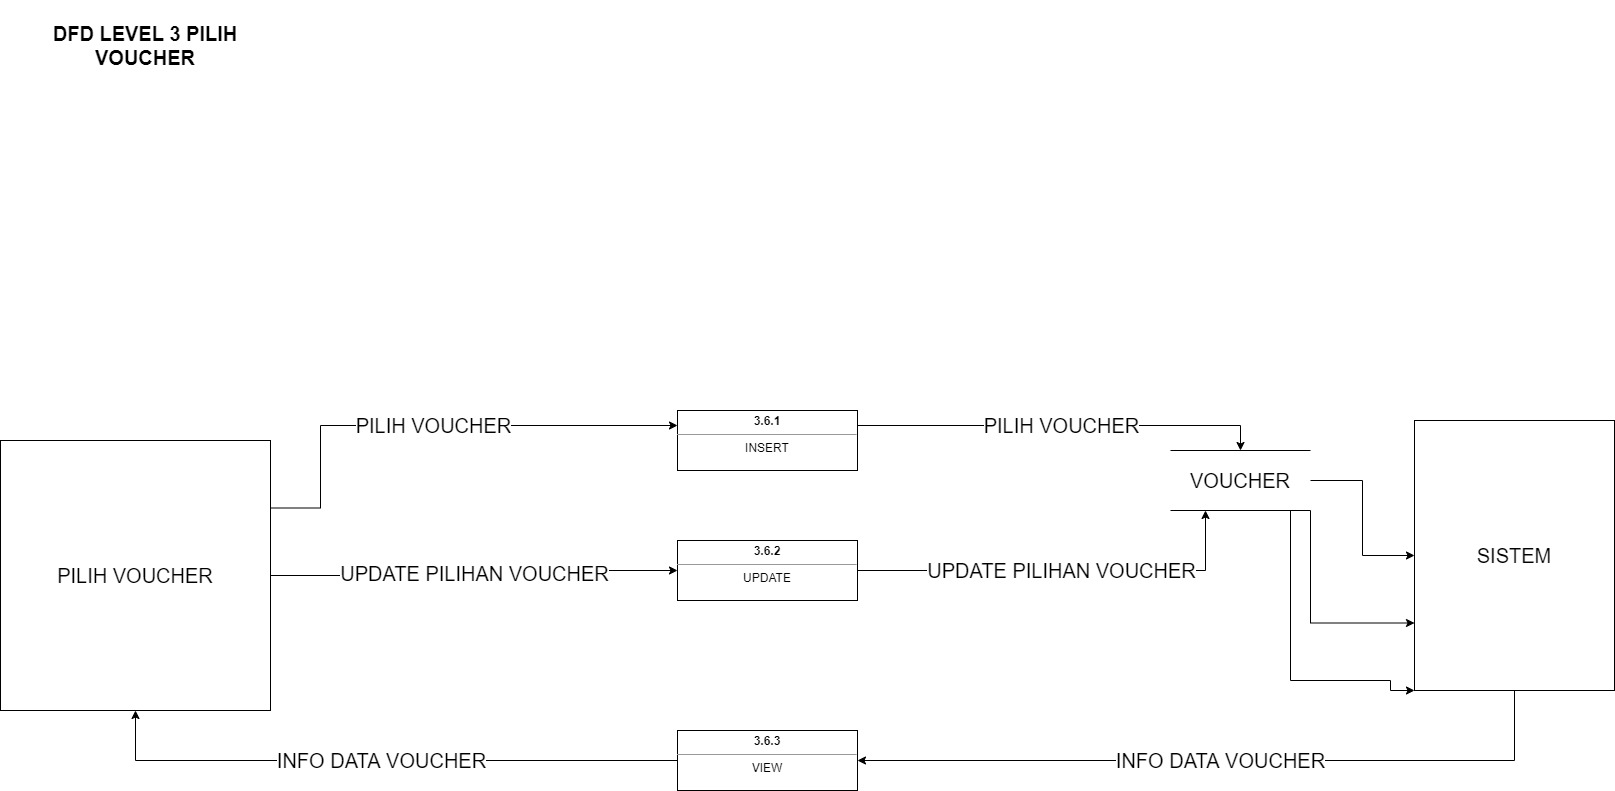 DFD LEVEL 3 PILIH
VOUCHER
PILIH VOUCHER
3.6.1
INSERT
PILIH VOUCHER
VOUCHER
PILIH VOUCHER
UPDATE PILIHAN VOUCHER
3.6.2
UPDATE
UPDATE PILIHAN VOUCHER
SISTEM
INFO DATA VOUCHER
3.6.3
VIEW
INFO DATA VOUCHER